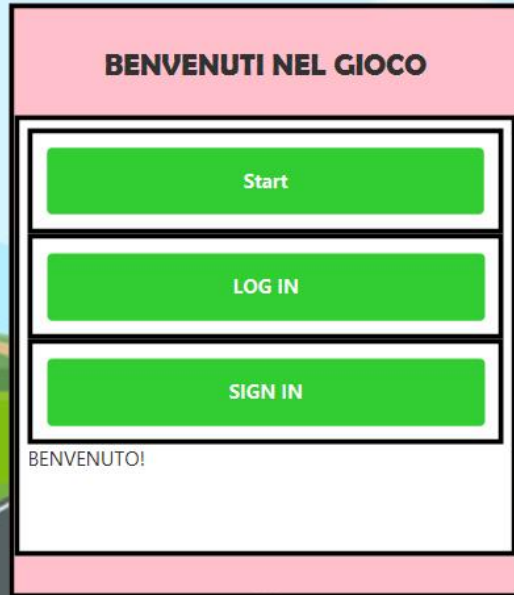 BENVENUTI NEL GIOCO
Start
LOG IN
SIGN IN
BENVENUTO!